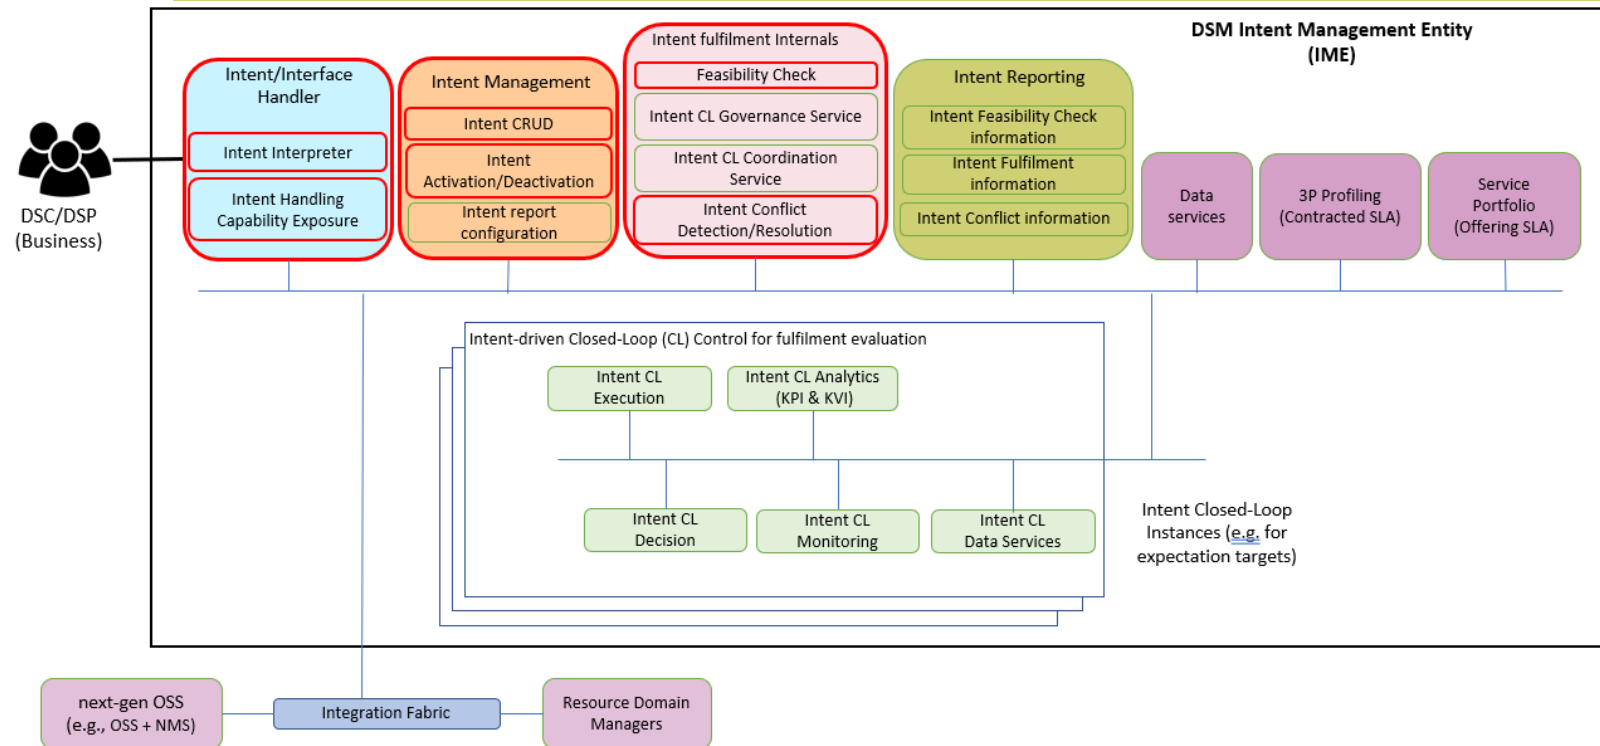 DSM Intent Management Entity
(IME)
DSC/DSP
(Business)
Intent/Interface
Handler
Intent Interpreter
Intent Handling
Capability Exposure
Intent Management
Intent CRUD
Intent
Activation/Deactivation
Intent report
configuration
Intent fulfilment Internals
Feasibility Check
Intent CL Governance Service
Intent CL Coordination
Service
Intent Conflict
Detection/Resolution
Intent Reporting
Intent Feasibility Check
information
Intent Fulfilment
information
Intent Conflict information
Data
services
3P Profiling
(Contracted SLA)
Service
Portfolio
(Offering SLA)
Intent-driven Closed-Loop (CL) Control for fulfilment evaluation
Intent CL
Execution
Intent CL Analytics
(KPI & KVI)
Intent CL
Decision
Intent CL
Monitoring
Intent CL
Data Services
Intent Closed-Loop
Instances (e.g. for
expectation targets)
next-gen OSS
(e.g., OSS + NMS)
Integration Fabric
Resource Domain
Managers